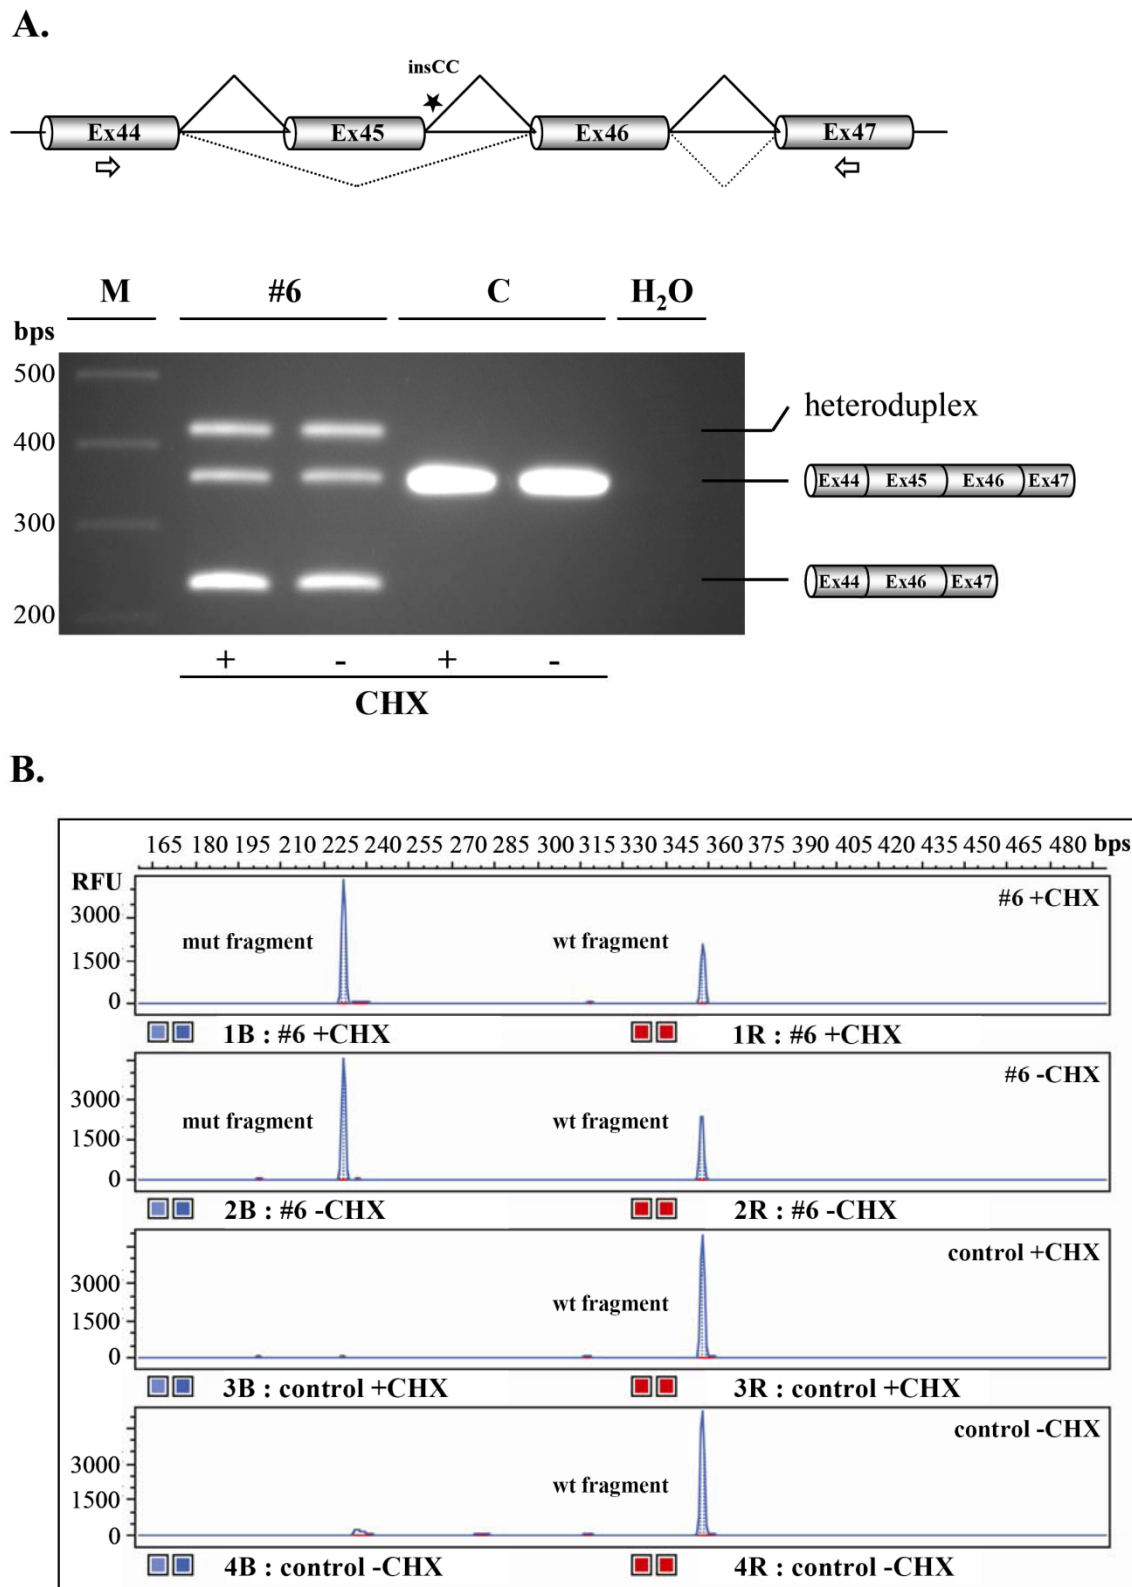 A.
insCC
Ex44 Ex45 Ex46 Ex47
M #6 C H₂O
bps
500
400
300
200
heteroduplex
Ex44 Ex45 Ex46 Ex47
Ex44 Ex46 Ex47
+ - + -
CHX
B.
165 180 195 210 225 240 255 270 285 300 315 330 345 360 375 390 405 420 435 450 465 480 bps
RFU
#6 +CHX
3000
mut fragment wt fragment
1500
0
1B : #6 +CHX 1R : #6 +CHX
#6 -CHX
3000
mut fragment wt fragment
1500
0
2B : #6 -CHX 2R : #6 -CHX
control +CHX
3000
wt fragment
1500
0
3B : control +CHX 3R : control +CHX
control -CHX
3000
wt fragment
1500
0
4B : control -CHX 4R : control -CHX